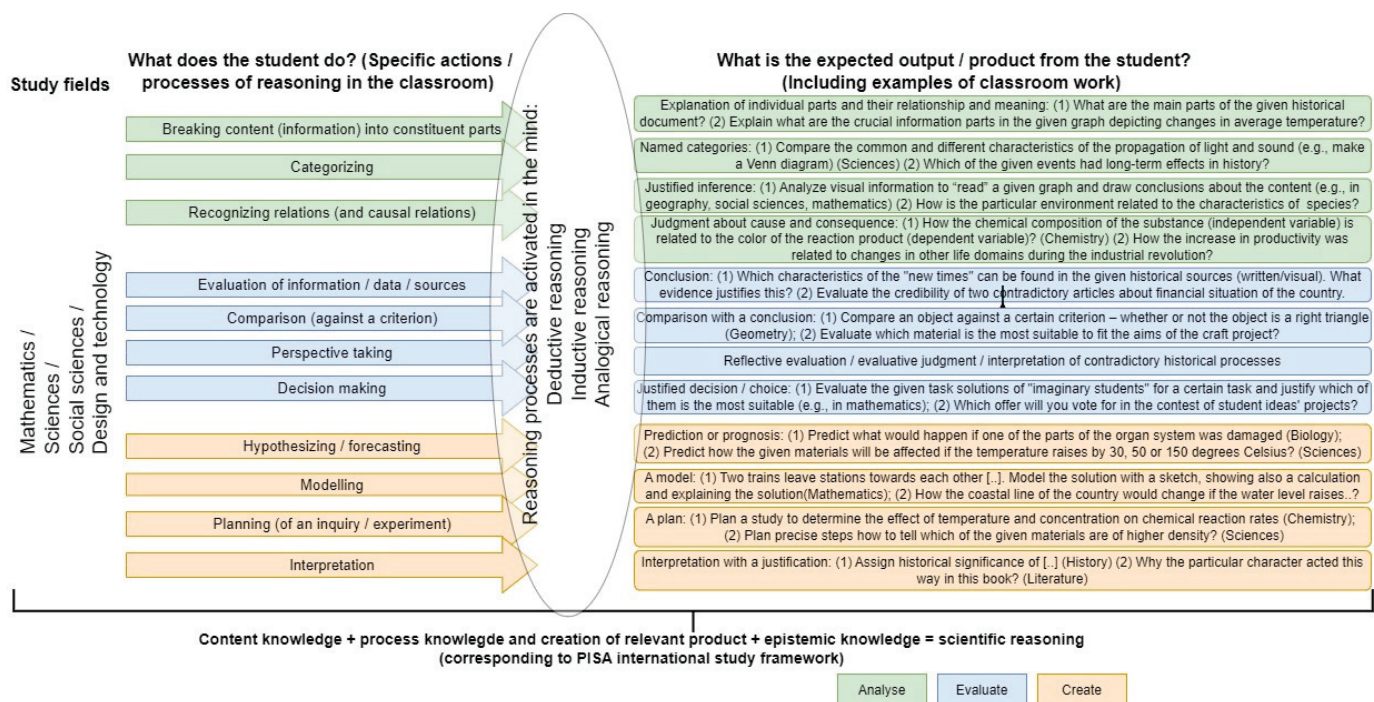 Study fields
What does the student do? (Specific actions /
processes of reasoning in the classroom)
What is the expected output / product from the student?
(Including examples of classroom work)
Mathematics /
Sciences /
Social sciences /
Design and technology
Breaking content (information) into constituent parts
Categorizing
Recognizing relations (and causal relations)
Evaluation of information / data / sources
Comparison (against a criterion)
Perspective taking
Decision making
Hypothesizing / forecasting
Modelling
Planning (of an inquiry / experiment)
Interpretation
Reasoning processes are activated in the mind:
Deductive reasoning
Inductive reasoning
Analogical reasoning
Explanation of individual parts and their relationship and meaning: (1) What are the main parts of the given historical
document? (2) Explain what are the crucial information parts in the given graph depicting changes in average temperature?
Named categories: (1) Compare the common and different characteristics of the propagation of light and sound (e.g., make
a Venn diagram) (Sciences) (2) Which of the given events had long-term effects in history?
Justified inference: (1) Analyze visual information to "read" a given graph and draw conclusions about the content (e.g., in
geography, social sciences, mathematics) (2) How is the particular environment related to the characteristics of species?
Judgment about cause and consequence: (1) How the chemical composition of the substance (independent variable) is
related to the color of the reaction product (dependent variable)? (Chemistry) (2) How the increase in productivity was
related to changes in other life domains during the industrial revolution?
Conclusion: (1) Which characteristics of the "new times" can be found in the given historical sources (written/visual). What
evidence justifies this? (2) Evaluate the credibility of two contradictory articles about financial situation of the country.
Comparison with a conclusion: (1) Compare an object against a certain criterion – whether or not the object is a right triangle
(Geometry); (2) Evaluate which material is the most suitable to fit the aims of the craft project?
Reflective evaluation / evaluative judgment / interpretation of contradictory historical processes
Justified decision / choice: (1) Evaluate the given task solutions of "imaginary students" for a certain task and justify which of
them is the most suitable (e.g., in mathematics); (2) Which offer will you vote for in the contest of student ideas' projects?
Prediction or prognosis: (1) Predict what would happen if one of the parts of the organ system was damaged (Biology);
(2) Predict how the given materials will be affected if the temperature raises by 30, 50 or 150 degrees Celsius? (Sciences)
A model: (1) Two trains leave stations towards each other [..]. Model the solution with a sketch, showing also a calculation
and explaining the solution(Mathematics); (2) How the coastal line of the country would change if the water level raises..?
A plan: (1) Plan a study to determine the effect of temperature and concentration on chemical reaction rates (Chemistry);
(2) Plan precise steps how to tell which of the given materials are of higher density? (Sciences)
Interpretation with a justification: (1) Assign historical significance of [..] (History) (2) Why the particular character acted this
way in this book? (Literature)
Content knowledge + process knowlegde and creation of relevant product + epistemic knowledge = scientific reasoning
(corresponding to PISA international study framework)
Analyse
Evaluate
Create